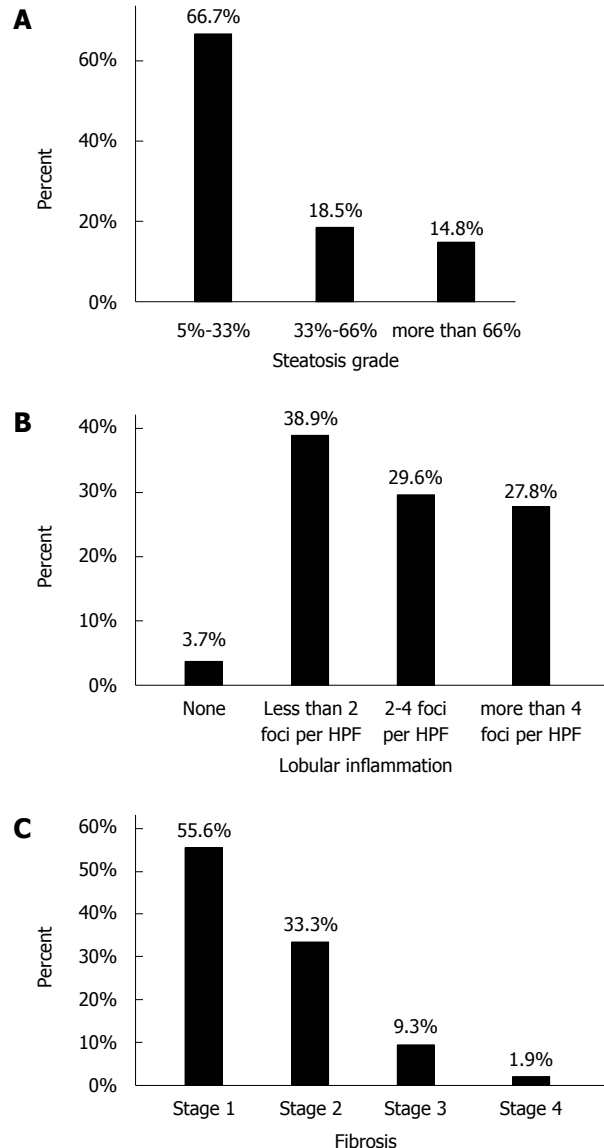 A
66.7%
60%
40%
18.5%
20%
14.8%
0%
Percent
5%-33% 33%-66% more than 66%
Steatosis grade
B
40%
38.9%
30%
29.6%
27.8%
20%
10%
3.7%
0%
Percent
None Less than 2 2-4 foci more than 4
foci per HPF per HPF foci per HPF
Lobular inflammation
C
60%
55.6%
50%
40%
33.3%
30%
20%
10%
9.3%
1.9%
0%
Percent
Stage 1 Stage 2 Stage 3 Stage 4
Fibrosis